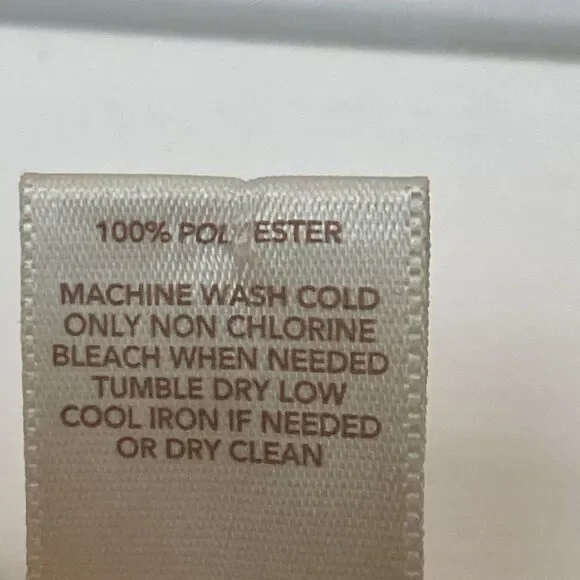 100% POLYESTER
MACHINE WASH COLD
ONLY NON CHLORINE
BLEACH WHEN NEEDED
TUMBLE DRY LOW
COOL IRON IF NEEDED
OR DRY CLEAN